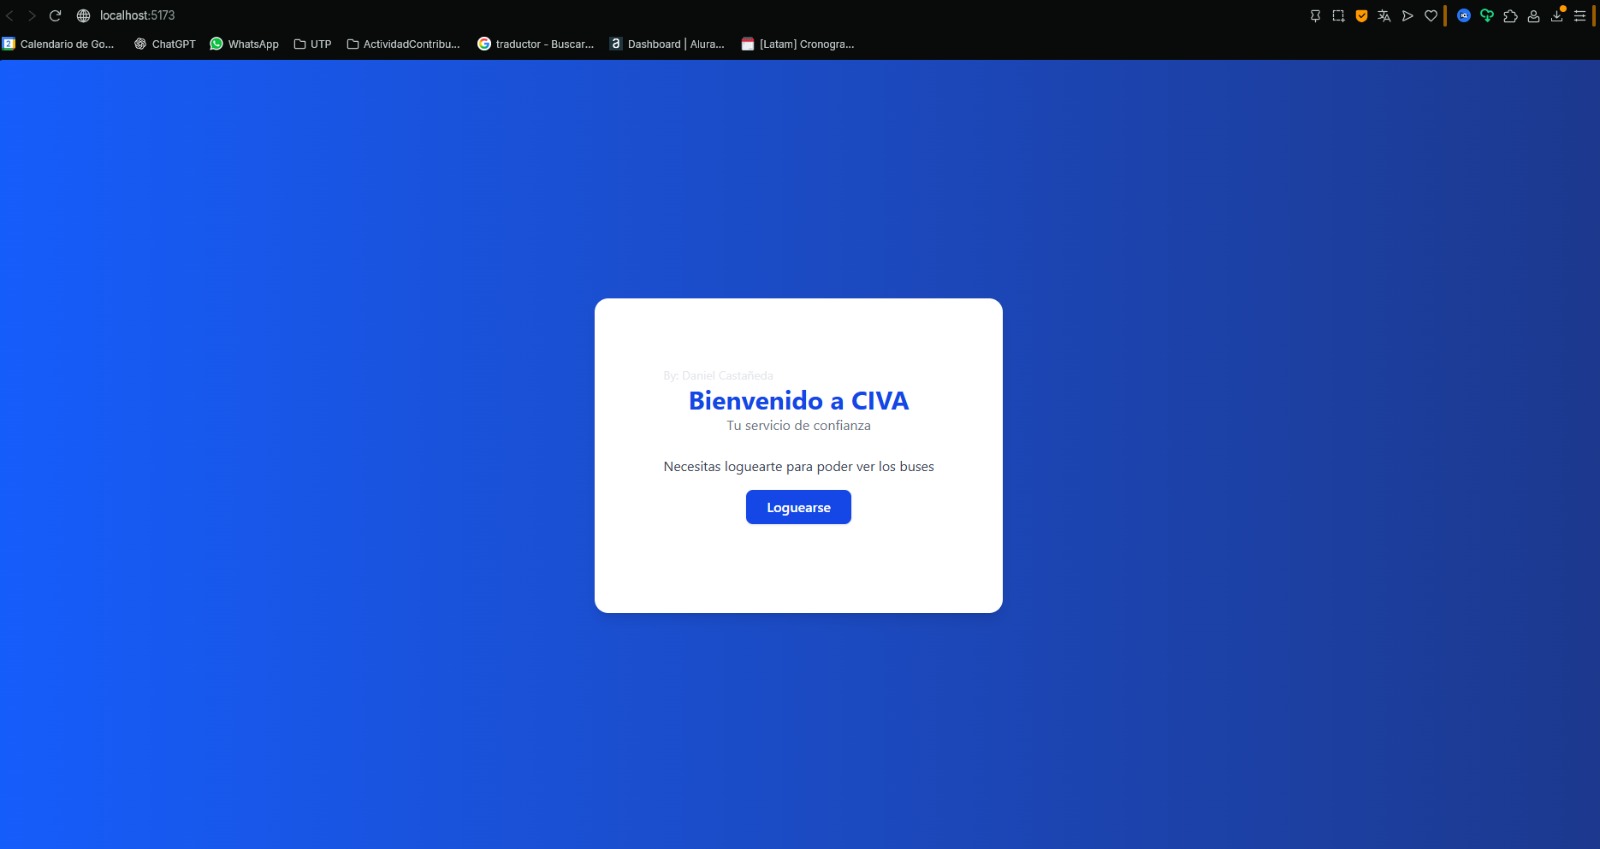 localhost:5173
Calendario de Go... ChatGPT WhatsApp UTP ActividadContribu... traductor - Buscar... Dashboard | Alura... [Latam] Cronogra...
By: Daniel Castañeda
Bienvenido a CIVA
Tu servicio de confianza
Necesitas loguearte para poder ver los buses
Loguearse